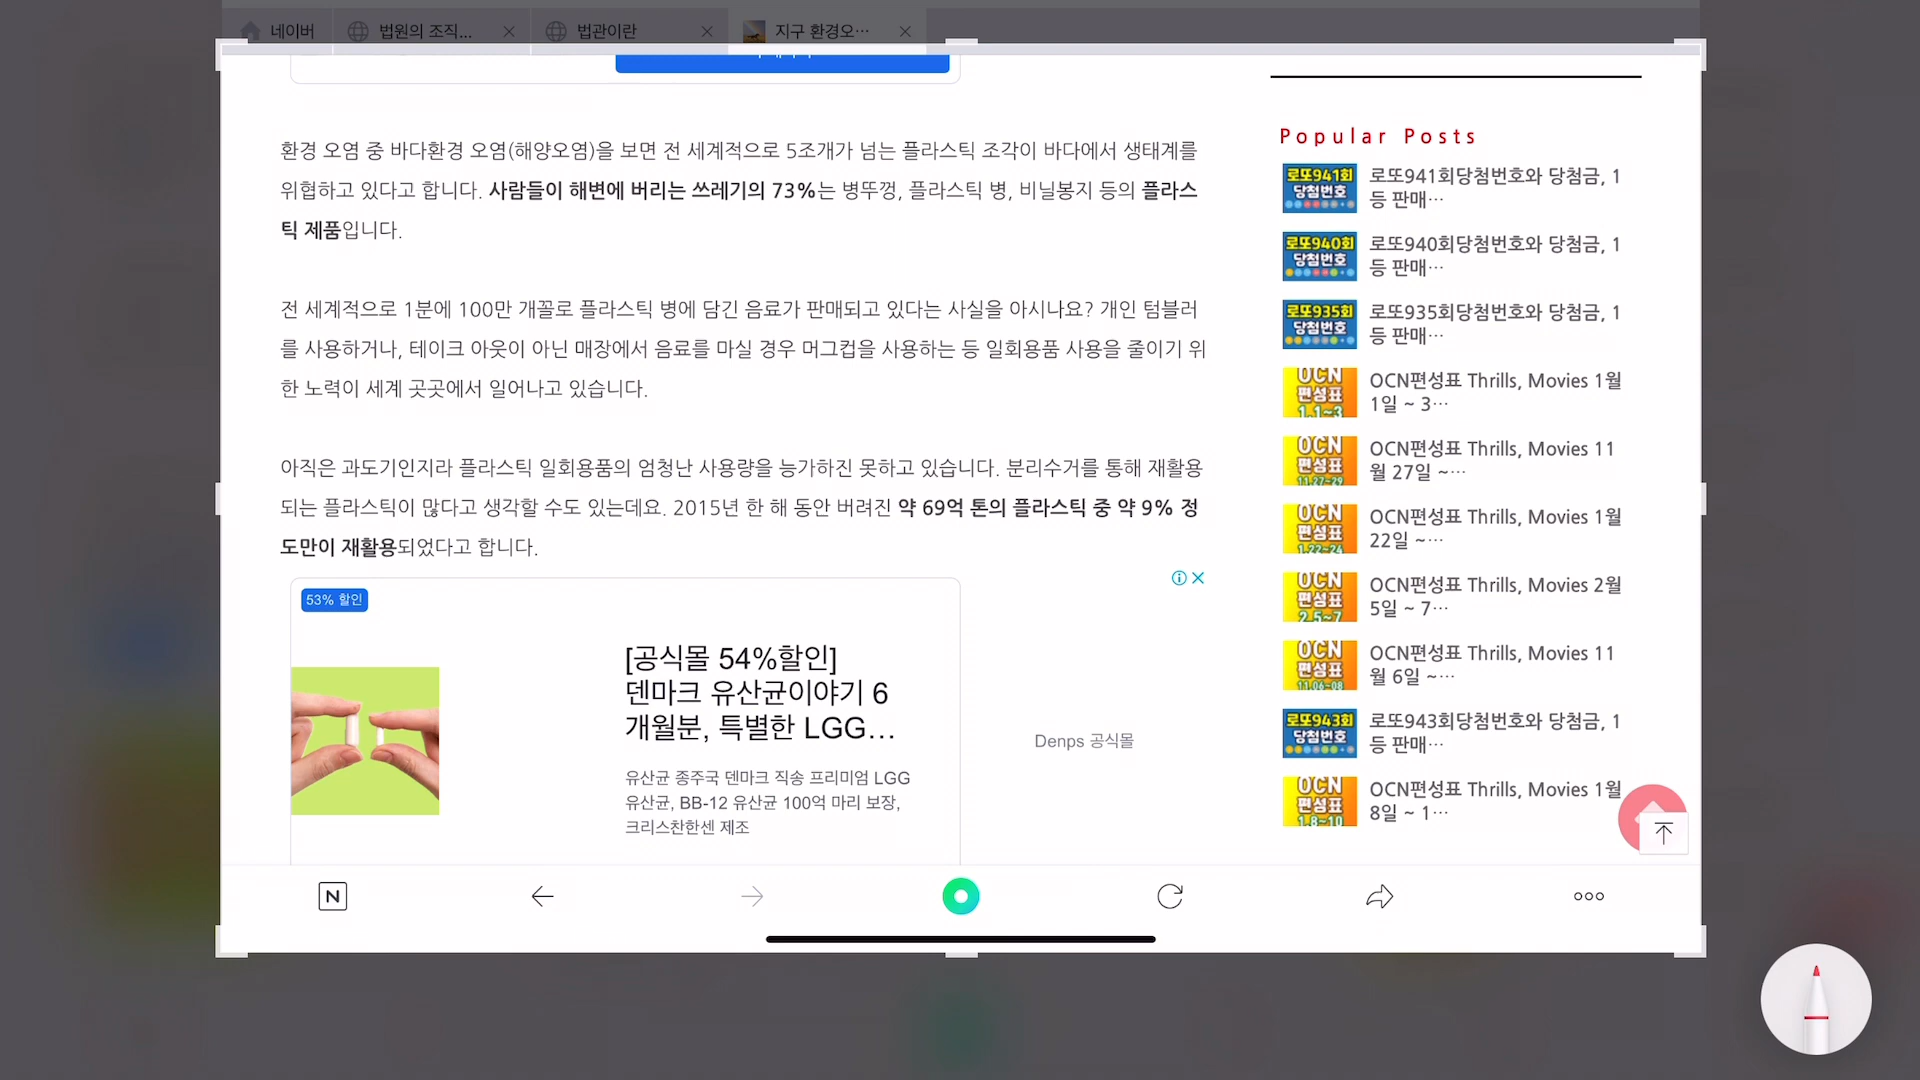 네이버
법원의 조직...
법관이란
지구 환경오...
환경 오염 중 바다환경 오염(해양오염)을 보면 전 세계적으로 5조개가 넘는 플라스틱 조각이 바다에서 생태계를
위협하고 있다고 합니다. 사람들이 해변에 버리는 쓰레기의 73%는 병뚜껑, 플라스틱 병, 비닐봉지 등의 플라스
틱 제품입니다.
전 세계적으로 1분에 100만 개꼴로 플라스틱 병에 담긴 음료가 판매되고 있다는 사실을 아시나요? 개인 텀블러
를 사용하거나, 테이크 아웃이 아닌 매장에서 음료를 마실 경우 머그컵을 사용하는 등 일회용품 사용을 줄이기 위
한 노력이 세계 곳곳에서 일어나고 있습니다.
아직은 과도기인지라 플라스틱 일회용품의 엄청난 사용량을 능가하진 못하고 있습니다. 분리수거를 통해 재활용
되는 플라스틱이 많다고 생각할 수도 있는데요. 2015년 한 해 동안 버려진 약 69억 톤의 플라스틱 중 약 9% 정
도만이 재활용되었다고 합니다.
53% 할인
[공식몰 54%할인]
덴마크 유산균이야기 6
개월분, 특별한 LGG...
유산균 종주국 덴마크 직송 프리미엄 LGG
유산균, BB-12 유산균 100억 마리 보장,
크리스찬한센 제조
Denps 공식몰
Popular Posts
로또941회
당첨번호
로또941회당첨번호와 당첨금, 1
등 판매...
로또940회
당첨번호
로또940회당첨번호와 당첨금, 1
등 판매...
로또935회
당첨번호
로또935회당첨번호와 당첨금, 1
등 판매...
OCN
편성표
1.1~3
OCN편성표 Thrills, Movies 1월
1일 ~ 3...
OCN
편성표
11.27~29
OCN편성표 Thrills, Movies 11
월 27일 ~...
OCN
편성표
1.22~24
OCN편성표 Thrills, Movies 1월
22일 ~...
OCN
편성표
2.5~7
OCN편성표 Thrills, Movies 2월
5일 ~ 7...
OCN
편성표
11.06~08
OCN편성표 Thrills, Movies 11
월 6일 ~...
로또943회
당첨번호
로또943회당첨번호와 당첨금, 1
등 판매...
OCN
편성표
1.8~10
OCN편성표 Thrills, Movies 1월
8일 ~ 1...
N